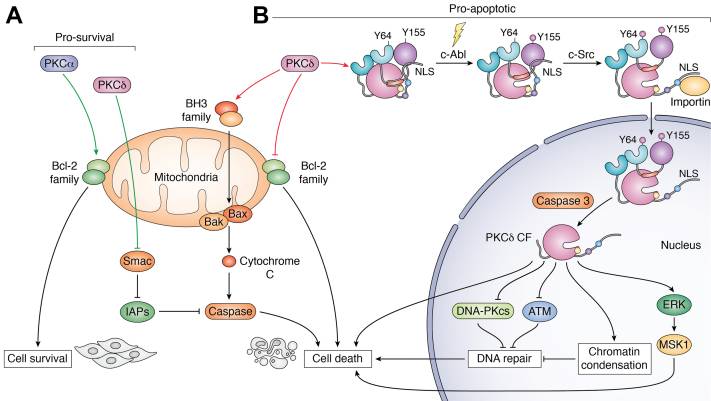 A
Pro-survival
PKCα
PKCδ
Bcl-2
family
Smac
IAPs
Cell survival
BH3
family
Mitochondria
Bak
Bax
Cytochrome
C
Caspase
B
Pro-apoptotic
PKCδ
Bcl-2
family
Cell death
Y64
Y155
NLS
c-Abl
Y64
Y155
NLS
c-Src
Y64
Y155
NLS
Importin
Y64
Y155
NLS
Caspase 3
PKCδ CF
Nucleus
DNA-PKcs
ATM
ERK
MSK1
DNA repair
Chromatin
condensation